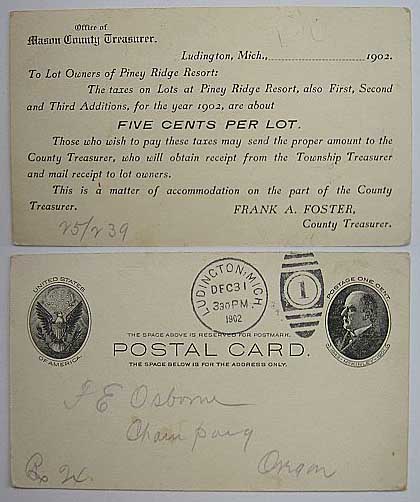 Office of
Mason County Treasurer.
Ludington, Mich., 1902.
To Lot Owners of Piney Ridge Resort:
The taxes on Lots at Piney Ridge Resort, also First, Second
and Third Additions, for the year 1902, are about
FIVE CENTS PER LOT.
Those who wish to pay these taxes may send the proper amount to the
County Treasurer, who will obtain receipt from the Township Treasurer
and mail receipt to lot owners.
This is a matter of accommodation on the part of the County
Treasurer.
FRANK A. FOSTER,
County Treasurer.
UNITED STATES
OF AMERICA
LUDINGTON, MICH.
DEC 31
330 PM
1902
1
POSTAGE ONE CENT
THE SPACE ABOVE IS RESERVED FOR POSTMARK.
POSTAL CARD.
THE SPACE BELOW IS FOR THE ADDRESS ONLY.
F E Osborne
Oregon